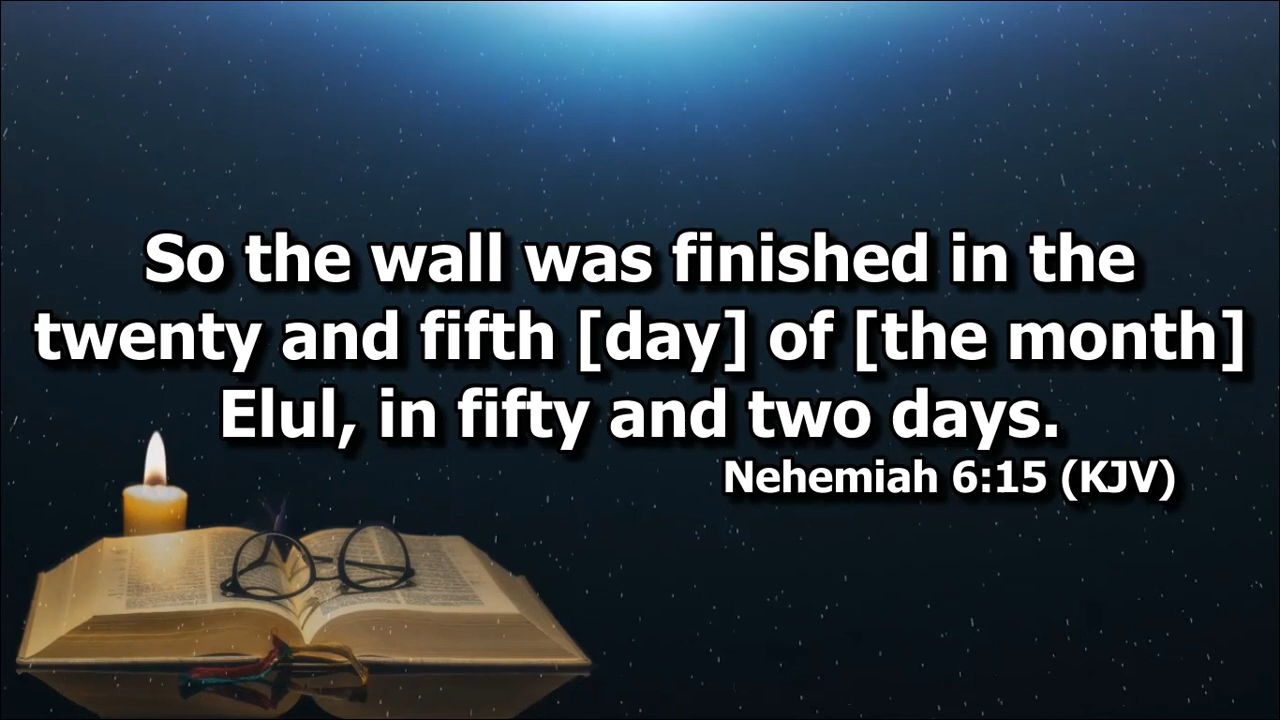 So the wall was finished in the
twenty and fifth [day] of [the month]
Elul, in fifty and two days.
Nehemiah 6:15 (KJV)